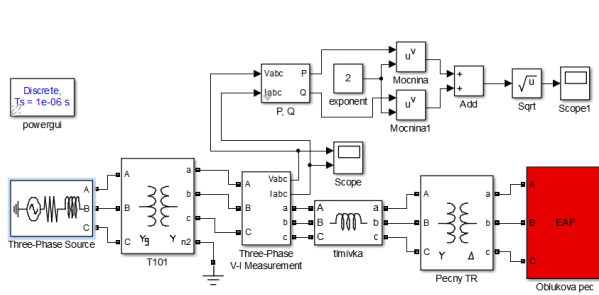 Discrete,
Ts = 1e-06 s.
powergui
Vabc
Iabc
P
Q
P, Q
2
exponent
u^v
Mocnina
u^v
Mocnina1
+
+
Add
√u
Sqrt
Scope1
Scope
A
B
C
Three-Phase Source
A
B
C
a
b
c
n2
Yg
Y
T101
A
B
C
Vabc
Iabc
a
b
c
Three-Phase
V-I Measurement
A
B
C
a
b
c
tlmivka
A
B
C
a
b
c
Y
Δ
Pecny TR
A
B
C
EAF
Oblukova pec